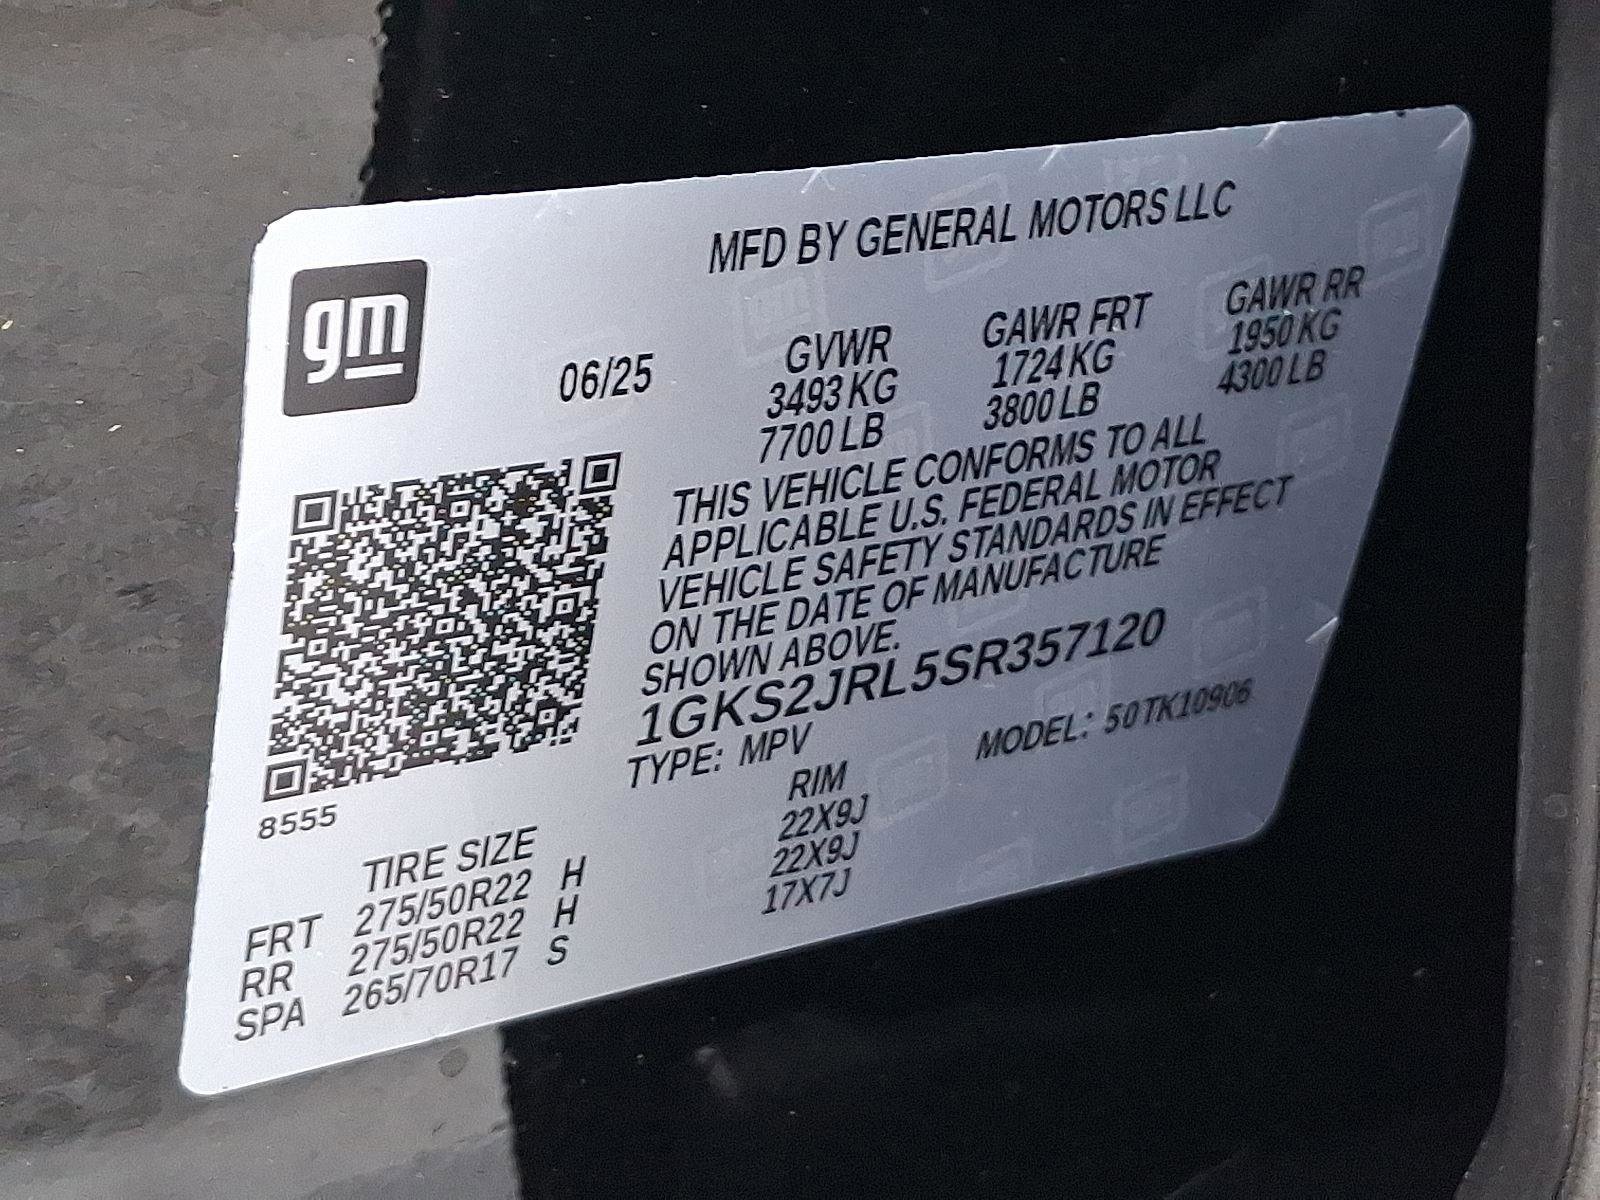 MFD BY GENERAL MOTORS LLC
gm
06/25 GVWR GAWR FRT GAWR RR
3493 KG 1724 KG 1950 KG
7700 LB 3800 LB 4300 LB
THIS VEHICLE CONFORMS TO ALL
APPLICABLE U.S. FEDERAL MOTOR
VEHICLE SAFETY STANDARDS IN EFFECT
ON THE DATE OF MANUFACTURE
SHOWN ABOVE.
1GKS2JRL5SR357120
TYPE: MPV MODEL: 50TK10906
8555
TIRE SIZE RIM
FRT 275/50R22 H 22X9J
RR 275/50R22 H 22X9J
SPA 265/70R17 S 17X7J